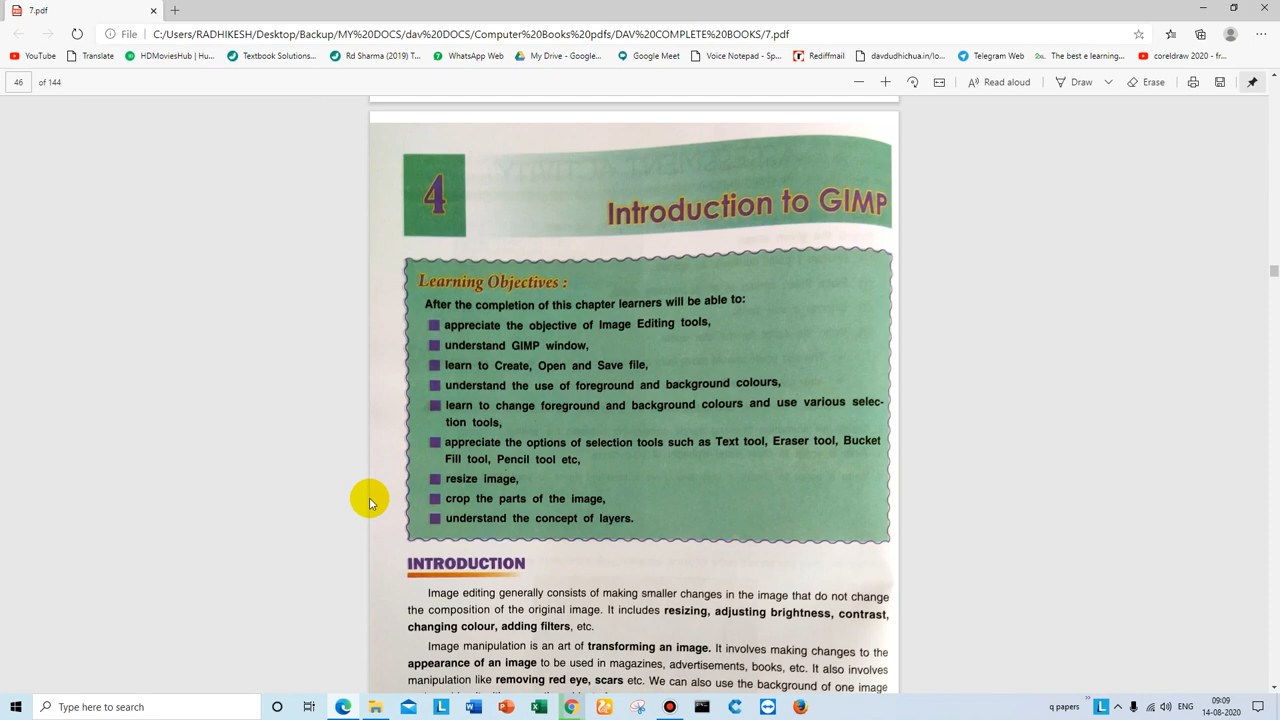 7.pdf
File
C:/Users/RADHIKESH/Desktop/Backup/MY%20DOCS/dav%20DOCS/Computer%20Books%20pdfs/DAV%20COMPLETE%20BOOKS/7.pdf
YouTube Translate HDMoviesHub | Hu... Textbook Solutions... Rd Sharma (2019) T... WhatsApp Web My Drive - Google... Google Meet Voice Notepad - Sp... Rediffmail davdudhichua.in/lo... Telegram Web The best e learning... coreldraw 2020 - fr...
46 of 144 Read aloud Draw Erase
4
Introduction to GIMP
Learning Objectives :
After the completion of this chapter learners will be able to:
appreciate the objective of Image Editing tools,
understand GIMP window,
learn to Create, Open and Save file,
understand the use of foreground and background colours,
learn to change foreground and background colours and use various selec-
tion tools,
appreciate the options of selection tools such as Text tool, Eraser tool, Bucket
Fill tool, Pencil tool etc,
resize image,
crop the parts of the image,
understand the concept of layers.
INTRODUCTION
Image editing generally consists of making smaller changes in the image that do not change
the composition of the original image. It includes resizing, adjusting brightness, contrast,
changing colour, adding filters, etc.
Image manipulation is an art of transforming an image. It involves making changes to the
appearance of an image to be used in magazines, advertisements, books, etc. It also involves
manipulation like removing red eye, scars etc. We can also use the background of one image
Type here to search
q papers
ENG
09:09
14-08-2020